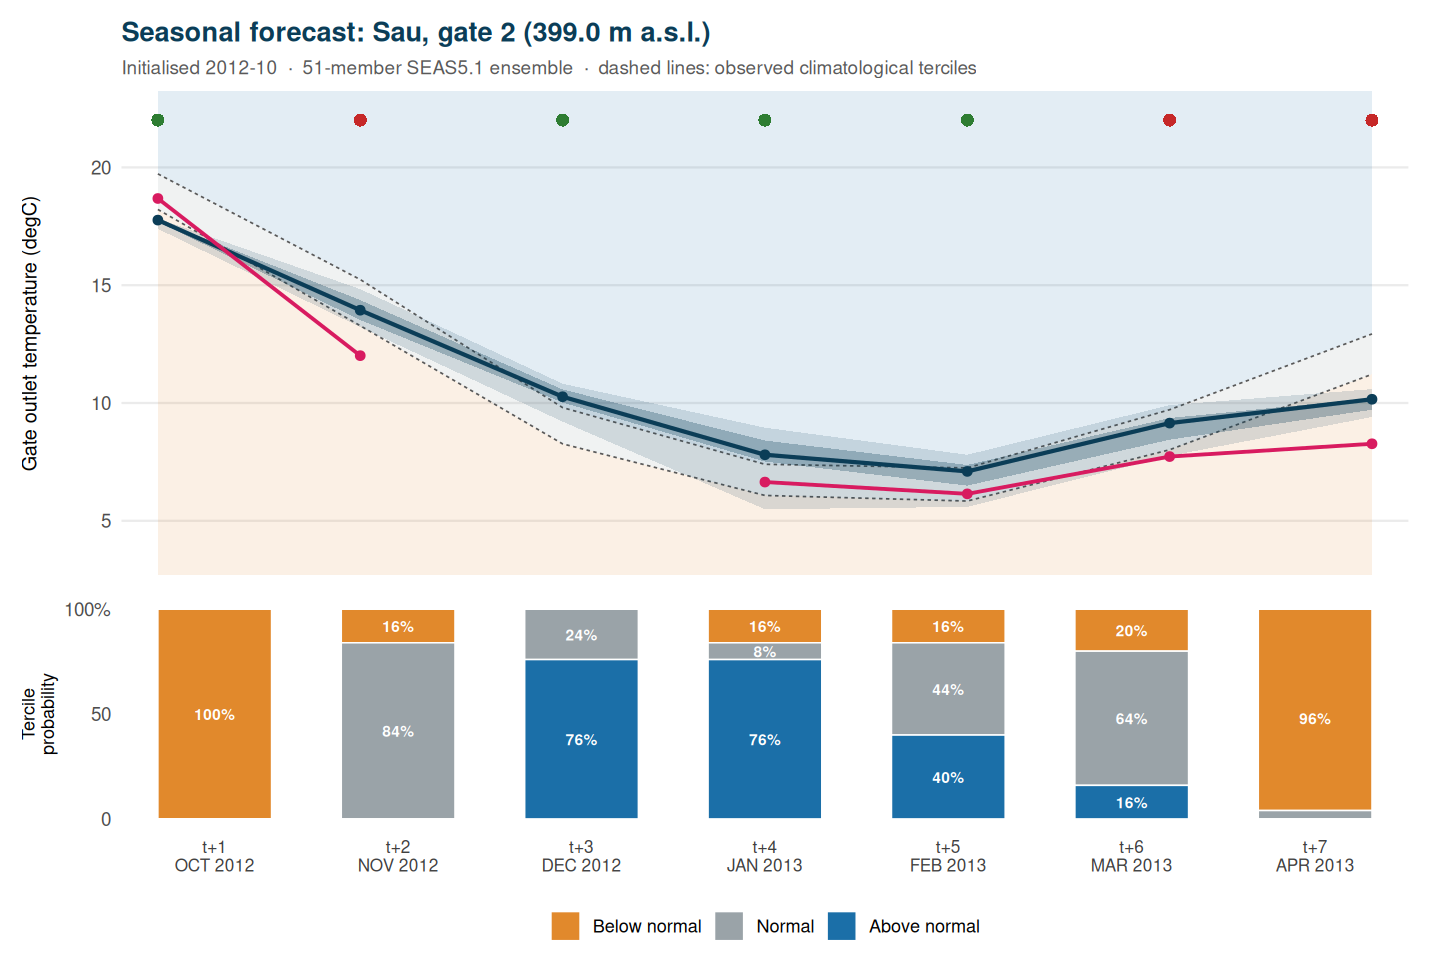 Seasonal forecast: Sau, gate 2 (399.0 m a.s.l.)
Initialised 2012-10 · 51-member SEAS5.1 ensemble · dashed lines: observed climatological terciles
Gate outlet temperature (degC)
20
15
10
5
Tercile
probability
100%
50
0
100%
16%
84%
24%
76%
16%
8%
76%
16%
44%
40%
20%
64%
16%
96%
t+1
OCT 2012
t+2
NOV 2012
t+3
DEC 2012
t+4
JAN 2013
t+5
FEB 2013
t+6
MAR 2013
t+7
APR 2013
Below normal
Normal
Above normal